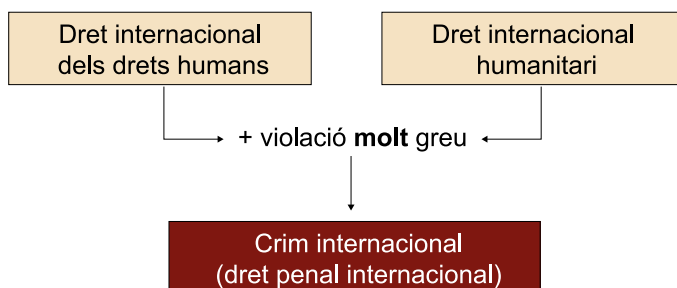 Dret internacional
dels drets humans
Dret internacional
humanitari
+ violació molt greu
Crim internacional
(dret penal internacional)